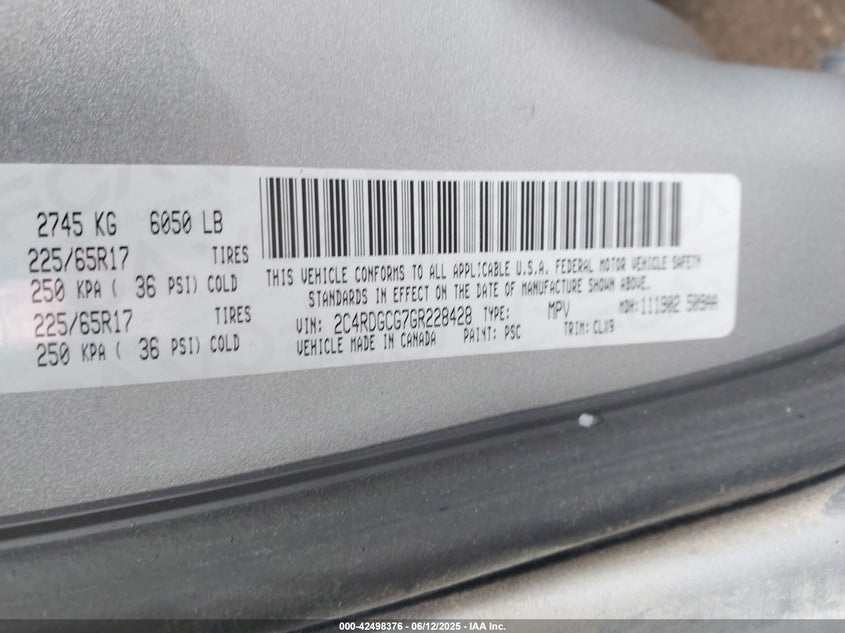 2745 KG 6050 LB
225/65R17 TIRES
250 KPA ( 36 PSI) COLD
225/65R17 TIRES
250 KPA ( 36 PSI) COLD
THIS VEHICLE CONFORMS TO ALL APPLICABLE U.S.A. FEDERAL MOTOR VEHICLE SAFETY
STANDARDS IN EFFECT ON THE DATE OF MANUFACTURE SHOWN ABOVE.
VIN: 2C4RDGCG7GR228428 TYPE: MPV MDH:111902 509AA
VEHICLE MADE IN CANADA PAINT: PSC TRIM: CLX9
000-42498376 - 06/12/2025 - IAA Inc.